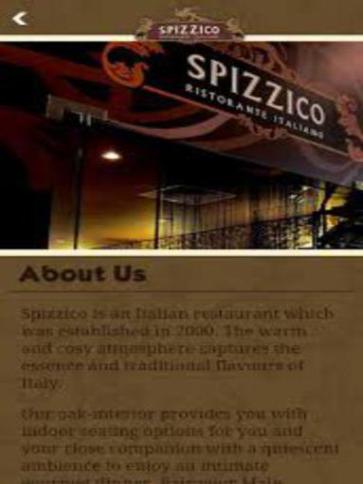 SPIZZICO
SPIZZICO
RISTORANTE ITALIANO
About Us
Spizzico is an Italian restaurant which
was established in 2000. The warm
and cosy atmosphere captures the
essence and traditional flavours of
Italy.
Our oak-interior provides you with
indoor seating options for you and
your close companion with a quiescent
ambience to enjoy an intimate
gourmet dinner.